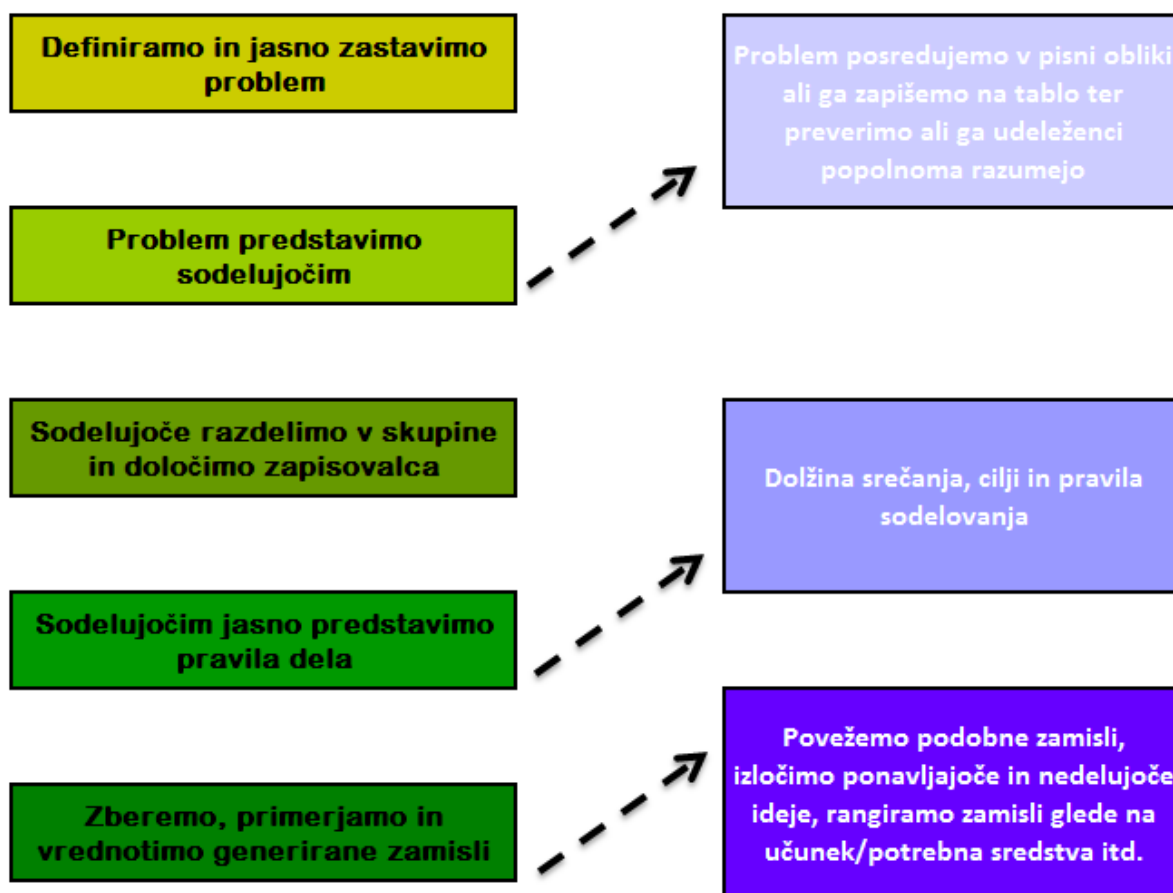 Definiramo in jasno zastavimo
problem
Problem posredujemo v pisni obliki
ali ga zapišemo na tablo ter
preverimo ali ga udeleženci
popolnoma razumejo
Problem predstavimo
sodelujočim
Sodelujoče razdelimo v skupine
in določimo zapisovalca
Dolžina srečanja, cilji in pravila
sodelovanja
Sodelujočim jasno predstavimo
pravila dela
Povežemo podobne zamisli,
izločimo ponavljajoče in nedelujoče
ideje, rangiramo zamisli glede na
učunek/potrebna sredstva itd.
Zberemo, primerjamo in
vrednotimo generirane zamisli